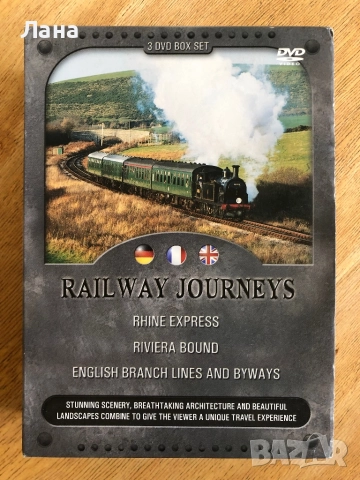 Лана
3 DVD BOX SET
DVD
RAILWAY JOURNEYS
RHINE EXPRESS
RIVIERA BOUND
ENGLISH BRANCH LINES AND BYWAYS
STUNNING SCENERY, BREATHTAKING ARCHITECTURE AND BEAUTIFUL
LANDSCAPES COMBINE TO GIVE THE VIEWER A UNIQUE TRAVEL EXPERIENCE
BAZAR